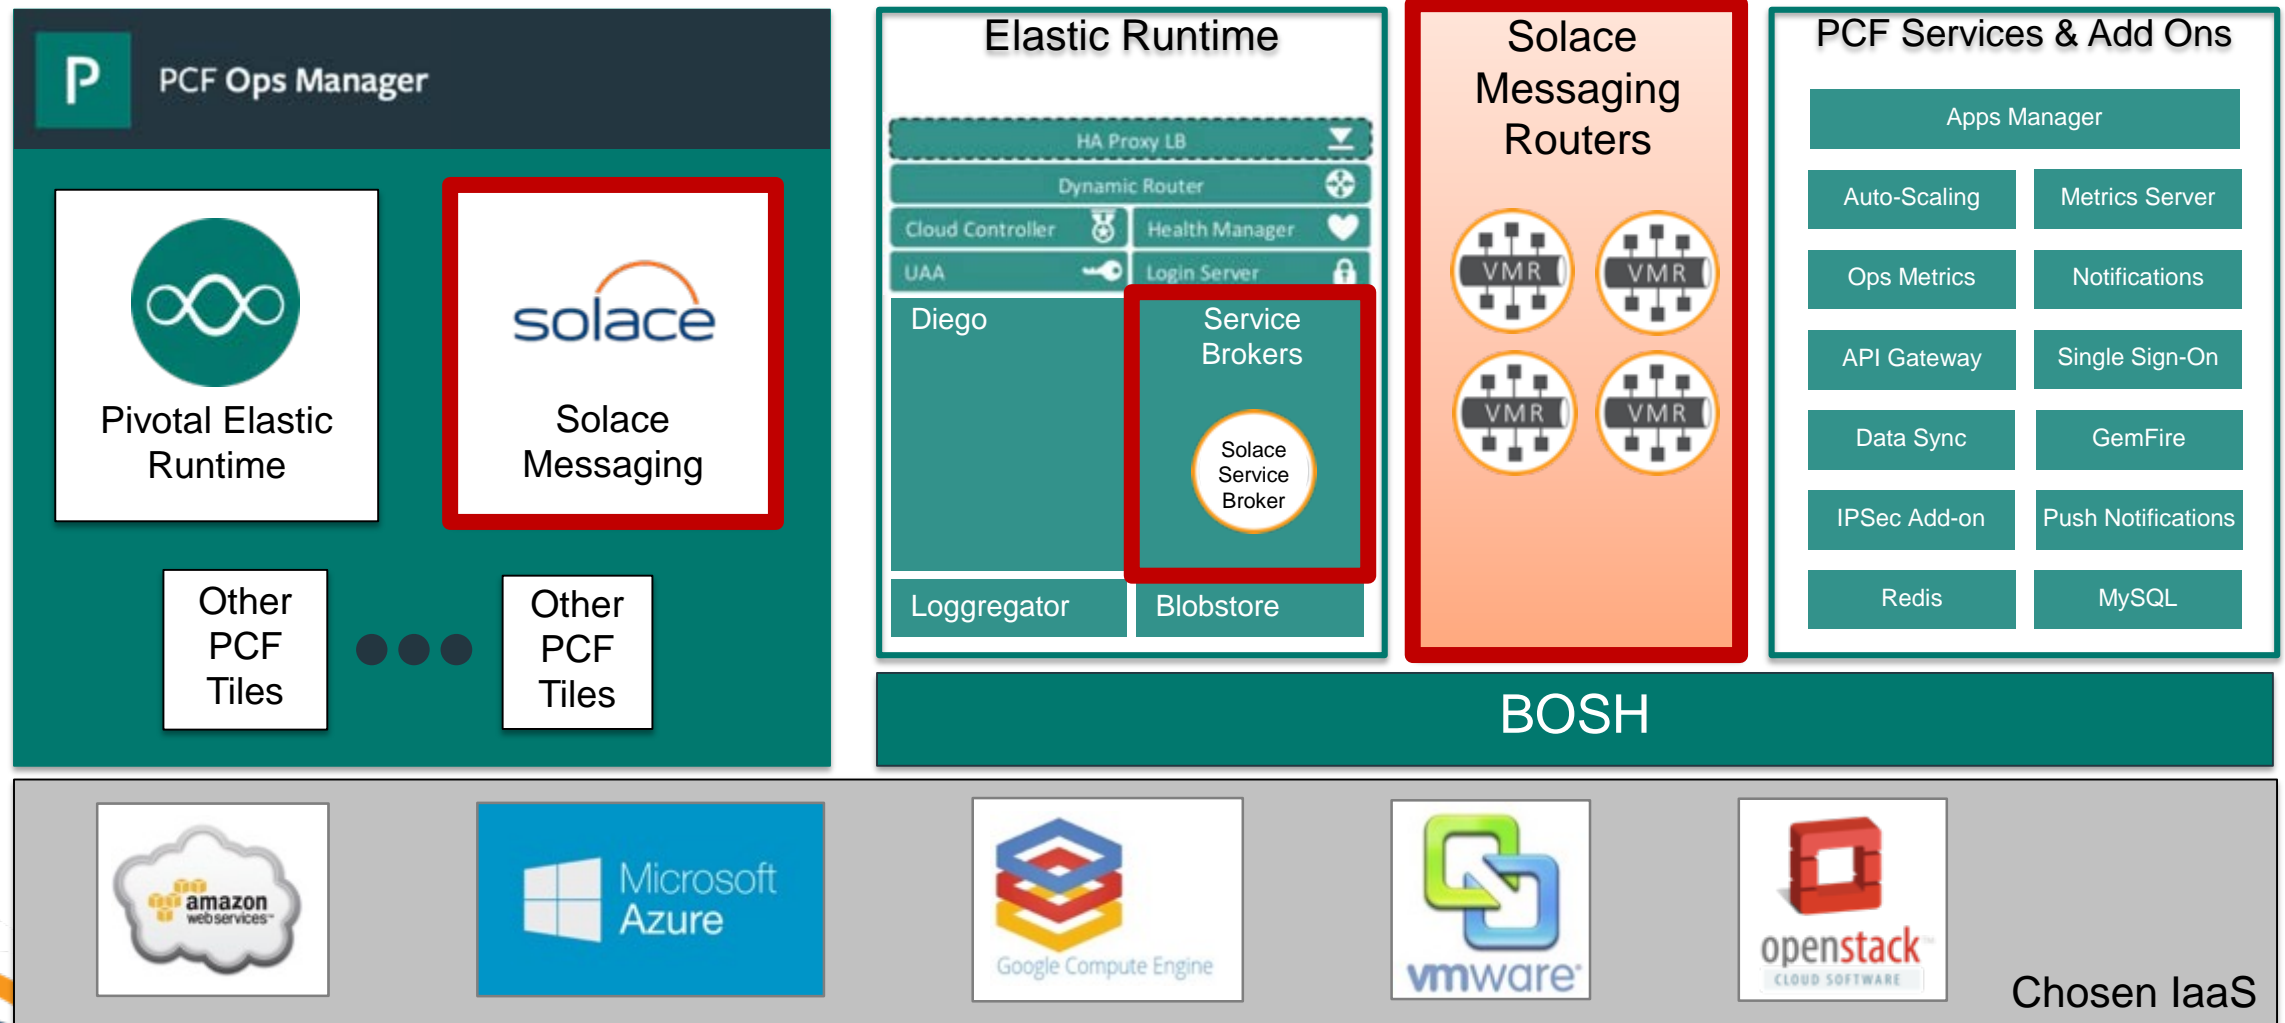 P
PCF Ops Manager
Pivotal Elastic
Runtime
solace
Solace
Messaging
Other
PCF
Tiles
Other
PCF
Tiles
Elastic Runtime
HA Proxy LB
Dynamic Router
Cloud Controller
Health Manager
UAA
Login Server
Diego
Service
Brokers
Solace
Service
Broker
Loggregator
Blobstore
Solace
Messaging
Routers
VMR
VMR
VMR
VMR
PCF Services & Add Ons
Apps Manager
Auto-Scaling
Metrics Server
Ops Metrics
Notifications
API Gateway
Single Sign-On
Data Sync
GemFire
IPSec Add-on
Push Notifications
Redis
MySQL
BOSH
amazon
webservices™
Microsoft
Azure
Google Compute Engine
vmware®
openstack™
CLOUD SOFTWARE
Chosen IaaS